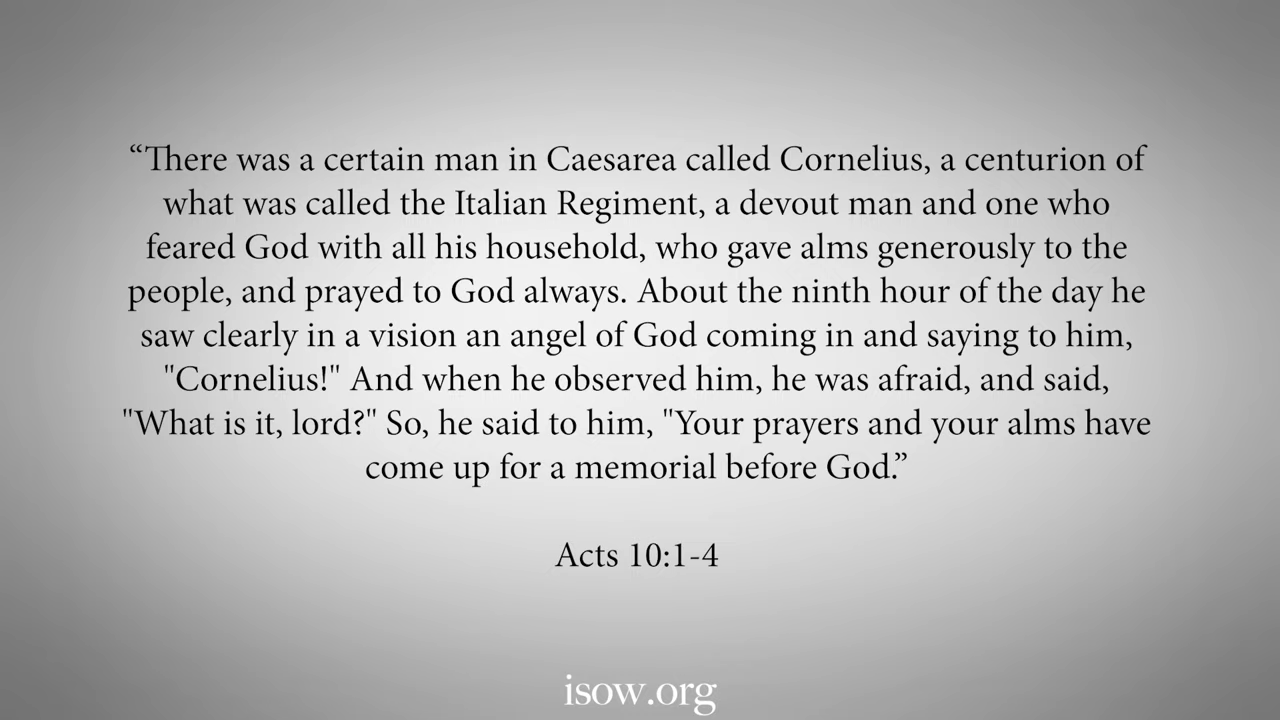 “There was a certain man in Caesarea called Cornelius, a centurion of
what was called the Italian Regiment, a devout man and one who
feared God with all his household, who gave alms generously to the
people, and prayed to God always. About the ninth hour of the day he
saw clearly in a vision an angel of God coming in and saying to him,
"Cornelius!" And when he observed him, he was afraid, and said,
"What is it, lord?" So, he said to him, "Your prayers and your alms have
come up for a memorial before God.”
Acts 10:1-4
isow.org